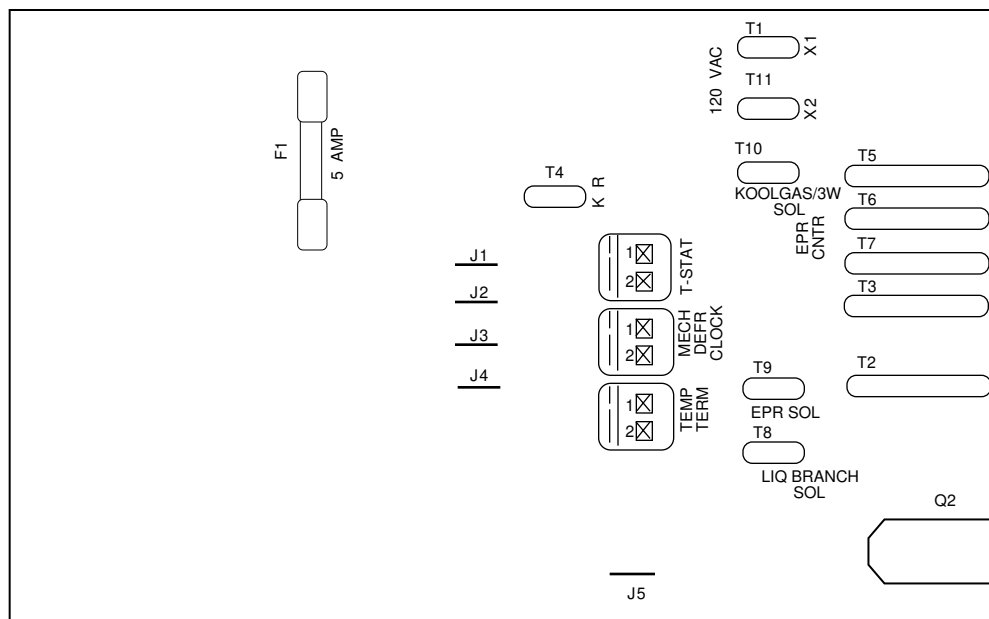 T1
X1
120 VAC
T11
X2
F1
5 AMP
T10
T5
T4
K R
KOOLGAS/3W
SOL
T6
EPR
CNTR
J1
1
2
T-STAT
T7
J2
T3
J3
1
2
MECH
DEFR
CLOCK
J4
T9
T2
1
2
TEMP
TERM
EPR SOL
T8
LIQ BRANCH
SOL
Q2
J5